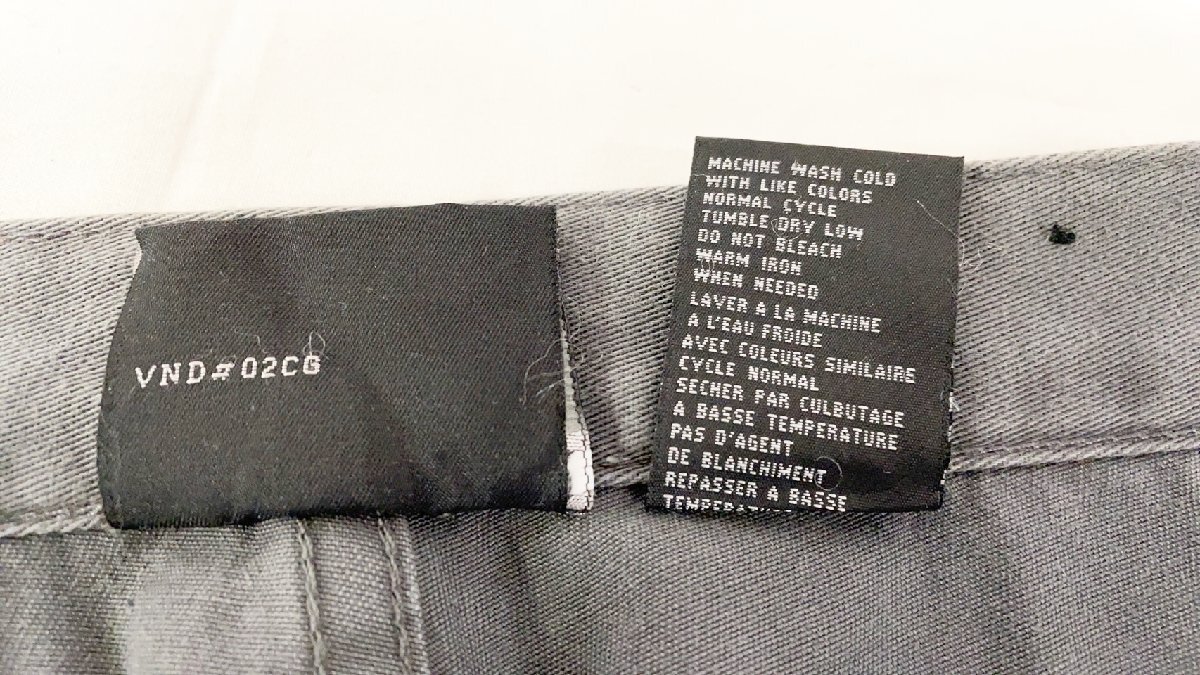 VND#02CG
MACHINE WASH COLD
WITH LIKE COLORS
NORMAL CYCLE
TUMBLE DRY LOW
DO NOT BLEACH
WARM IRON
WHEN NEEDED
LAVER A LA MACHINE
A L'EAU FROIDE
AVEC COLEURS SIMILAIRE
CYCLE NORMAL
SECHER PAR CULBUTAGE
A BASSE TEMPERATURE
PAS D'AGENT
DE BLANCHIMENT
REPASSER A BASSE